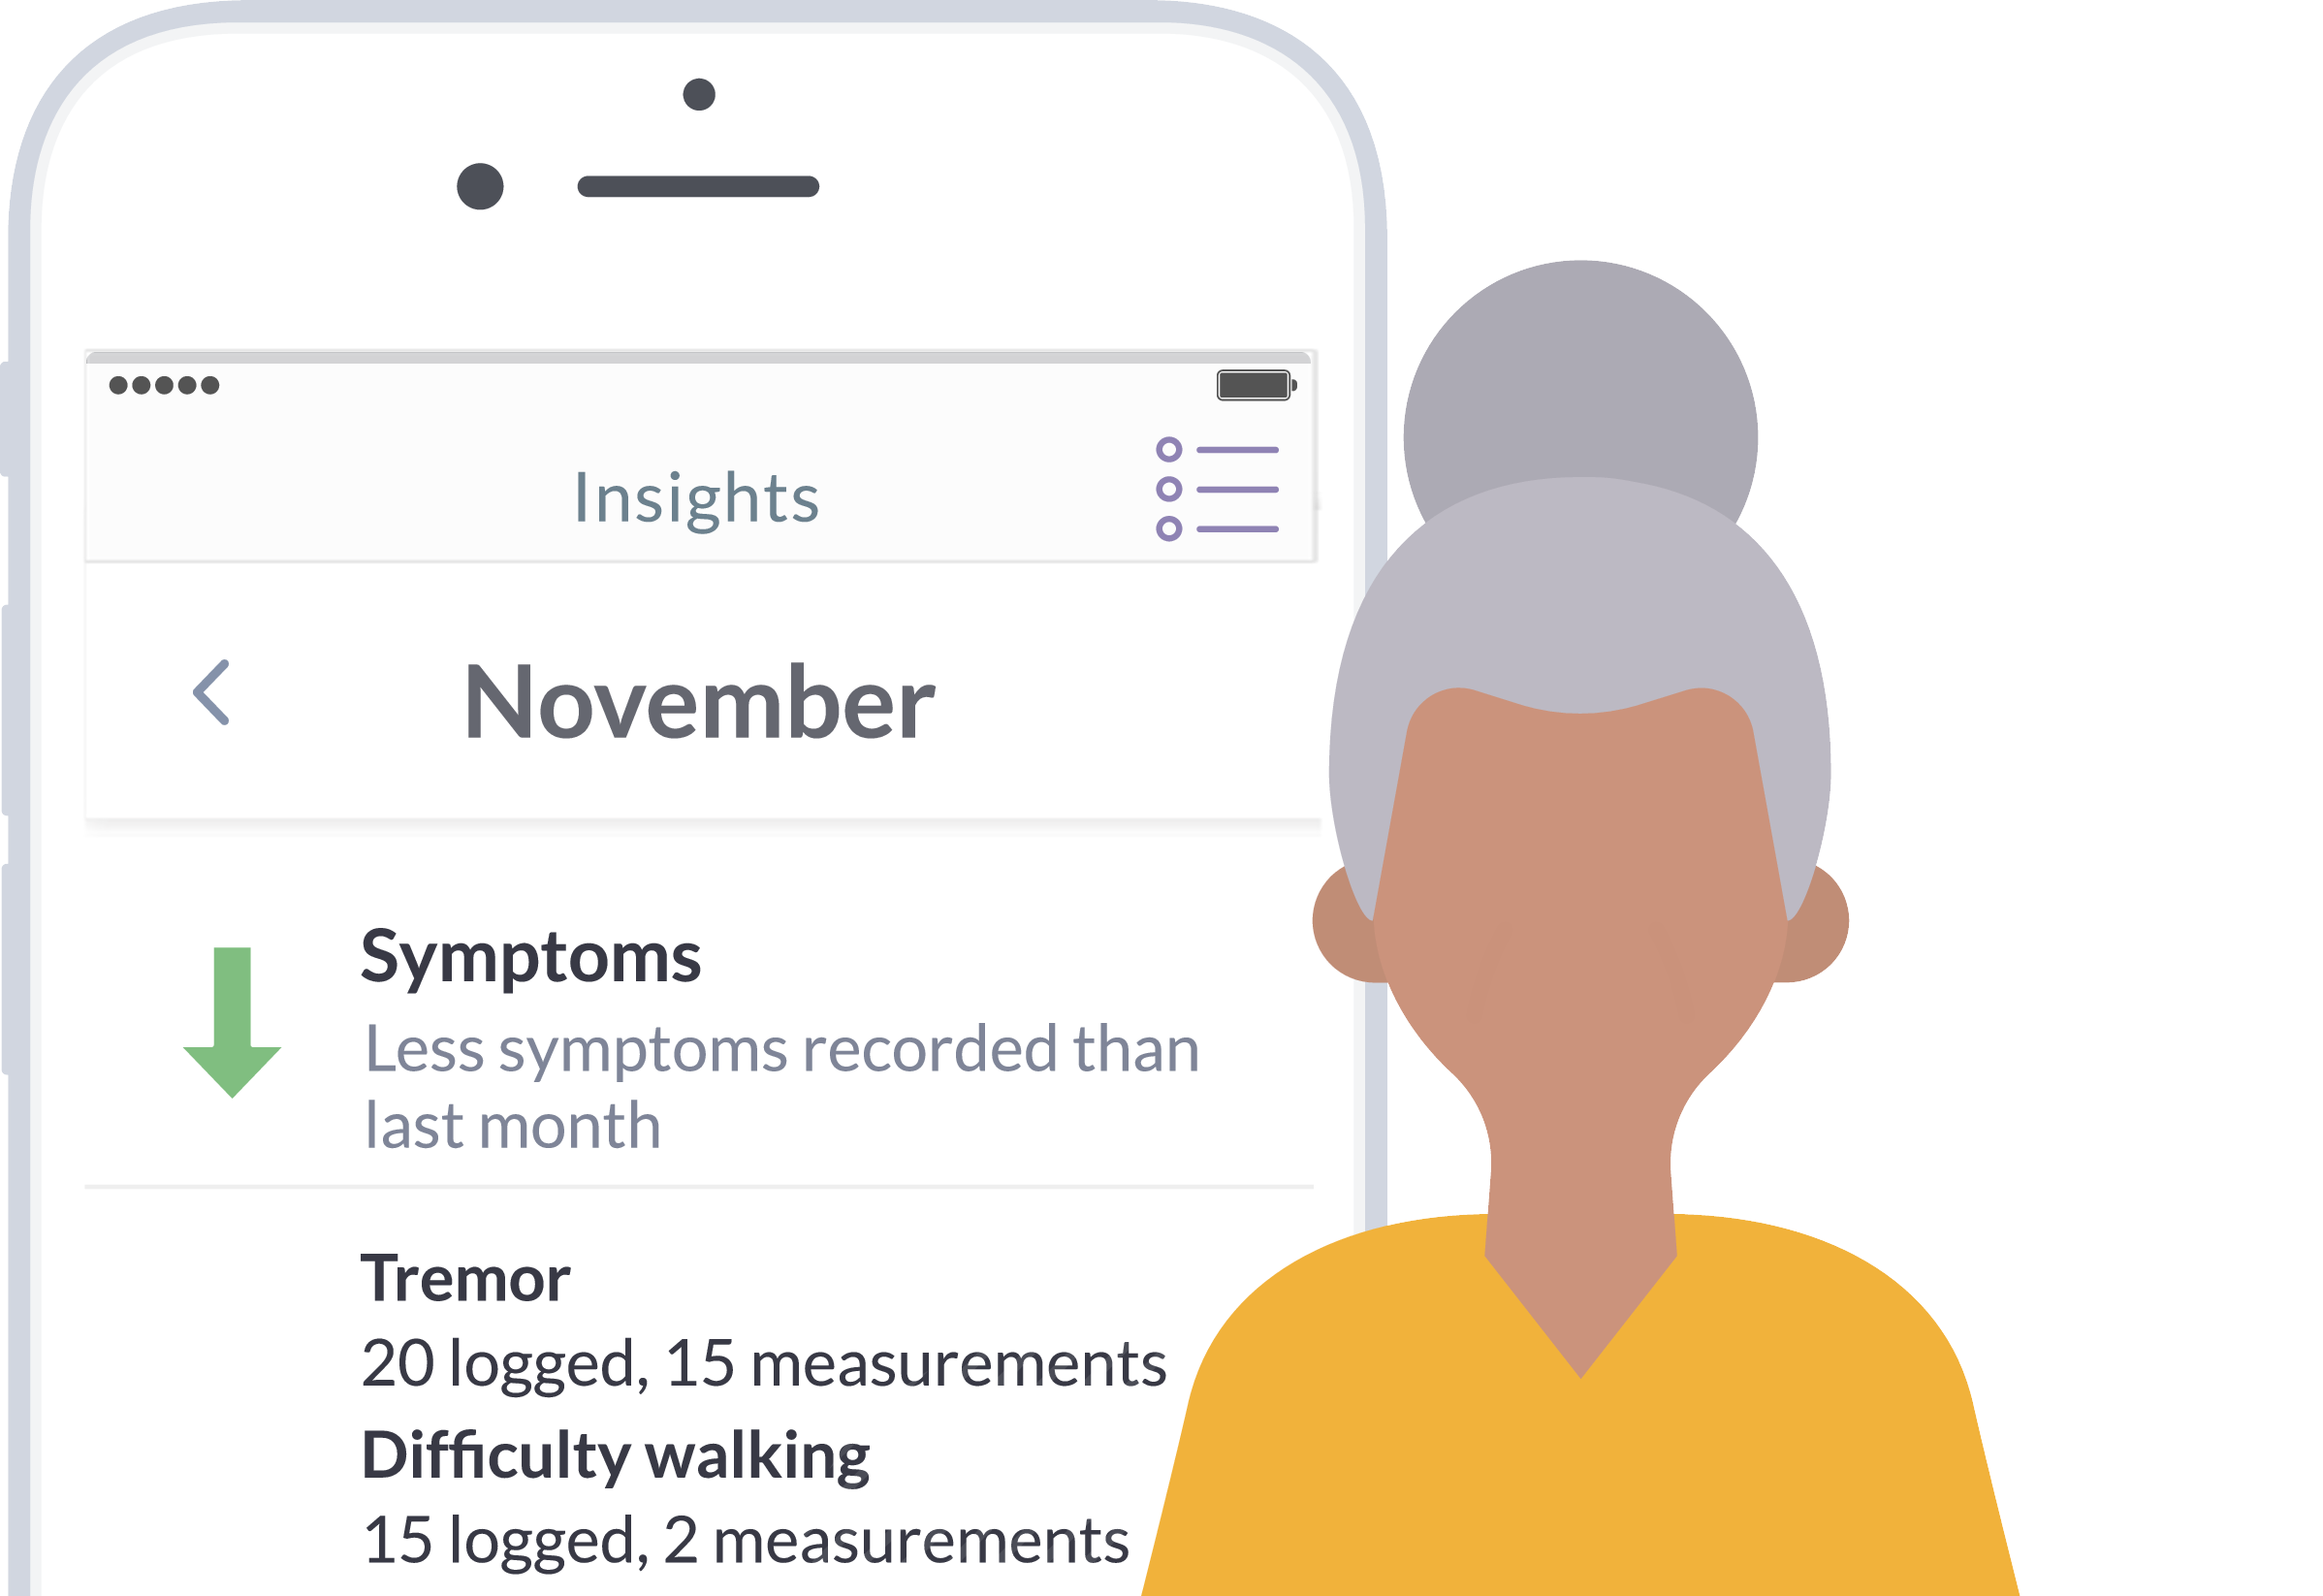 Insights
November
Symptoms
Less symptoms recorded than
last month
Tremor
20 logged, 15 measurements
Difficulty walking
15 logged, 2 measurements